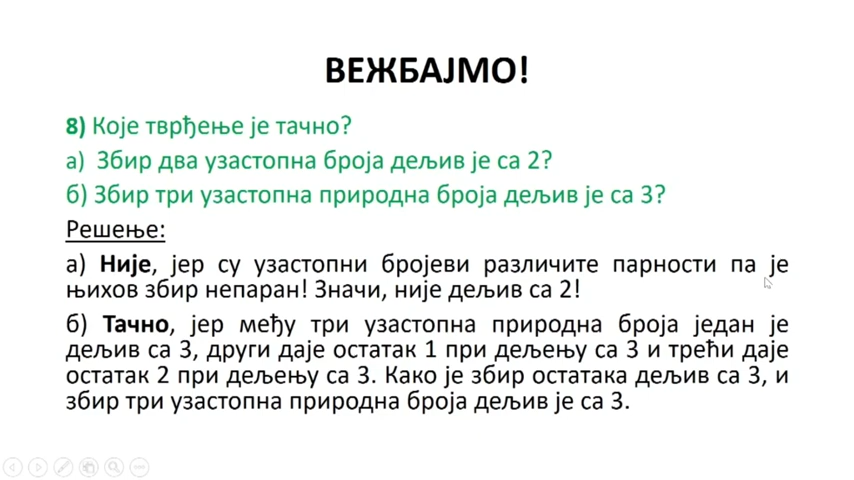 ВЕЖБАЈМО!
8) Које тврђење је тачно?
а) Збир два узастопна броја дељив је са 2?
б) Збир три узастопна природна броја дељив је са 3?
Решење:
а) Није, јер су узастопни бројеви различите парности па је
њихов збир непаран! Значи, није дељив са 2!
б) Тачно, јер међу три узастопна природна броја један је
дељив са 3, други даје остатак 1 при дељењу са 3 и трећи даје
остатак 2 при дељењу са 3. Како је збир остатака дељив са 3, и
збир три узастопна природна броја дељив је са 3.